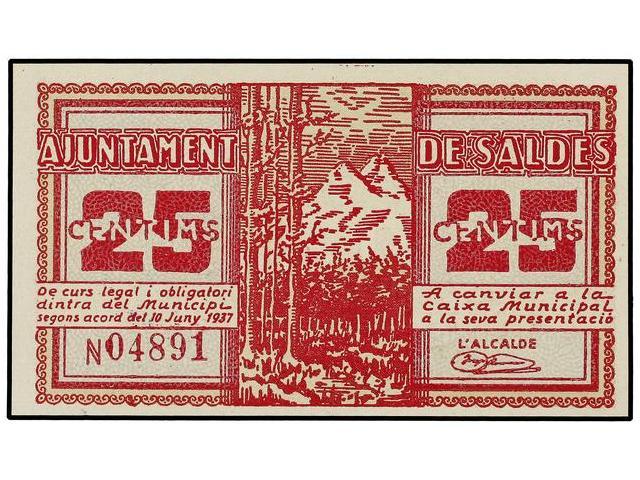 AJUNTAMENT DE SALDES
25 CENTIMS
25 CENTIMS
De curs legal i obligatori
dintra del Municipi
segons acord del 10 Juny 1937
N04891
A canviar a la
Caixa Municipal
a la seva presentació
L'ALCALDE